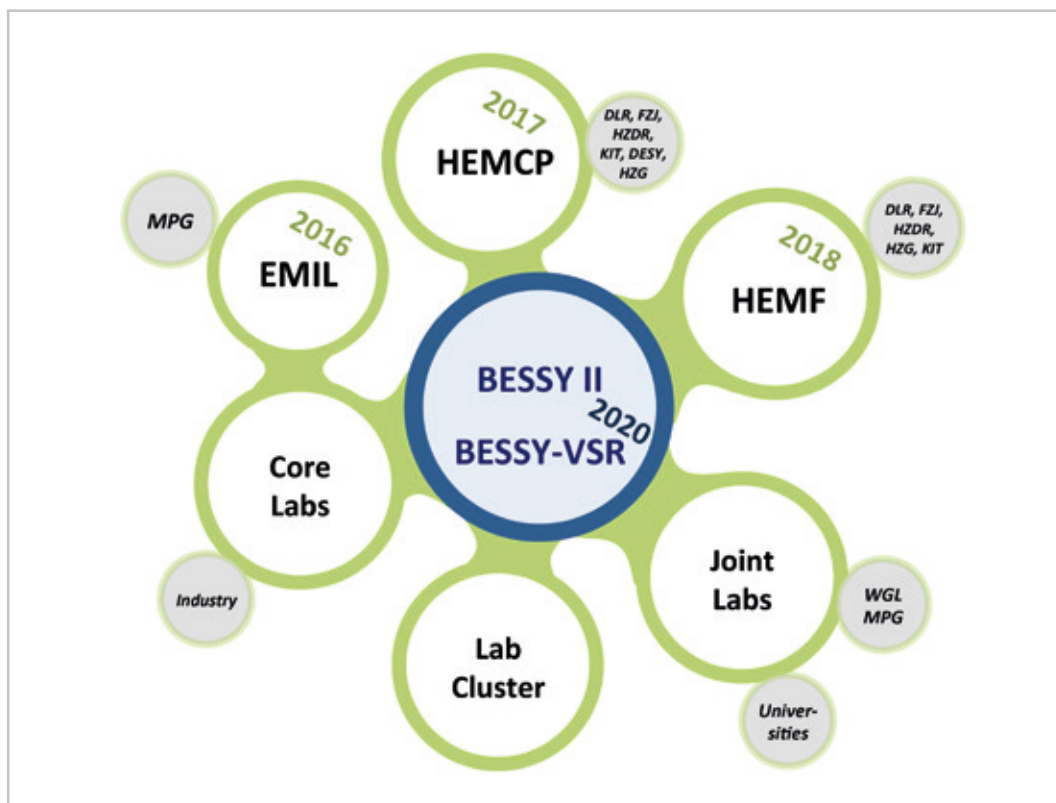 2017
HEMCP
DLR, FZJ,
HZDR,
KIT, DESY,
HZG
MPG
2016
EMIL
2018
HEMF
DLR, FZJ,
HZDR,
HZG, KIT
BESSY II
2020
BESSY-VSR
Core
Labs
Industry
Joint
Labs
WGL
MPG
Univer-
sities
Lab
Cluster